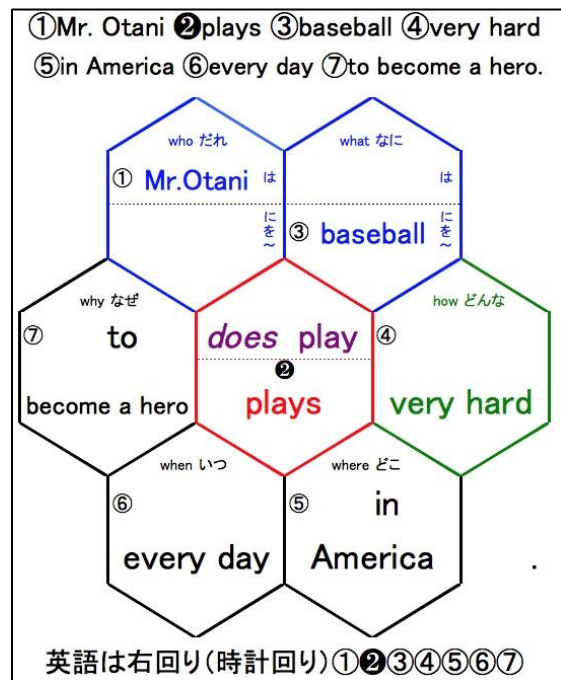 ①Mr. Otani ❷plays ③baseball ④very hard
⑤in America ⑥every day ⑦to become a hero.
who だれ
① Mr.Otani は
にを~
what なに
は
③ baseball にを~
why なぜ
⑦ to
become a hero
does play
❷
plays
how どんな
④
very hard
when いつ
⑥
every day
where どこ
⑤ in
America .
英語は右回り(時計回り)①❷③④⑤⑥⑦